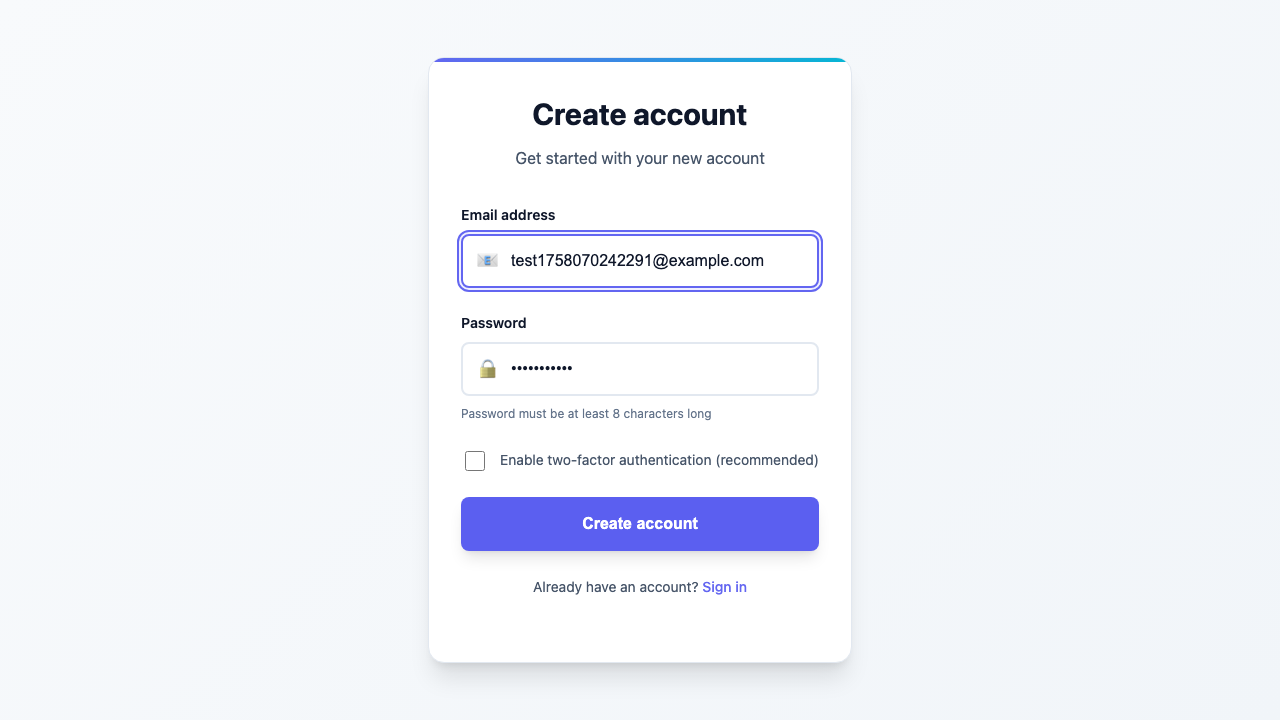 Create account
Get started with your new account
Email address
test1758070242291@example.com
Password
•••••••••••
Password must be at least 8 characters long
Enable two-factor authentication (recommended)
Create account
Already have an account? Sign in